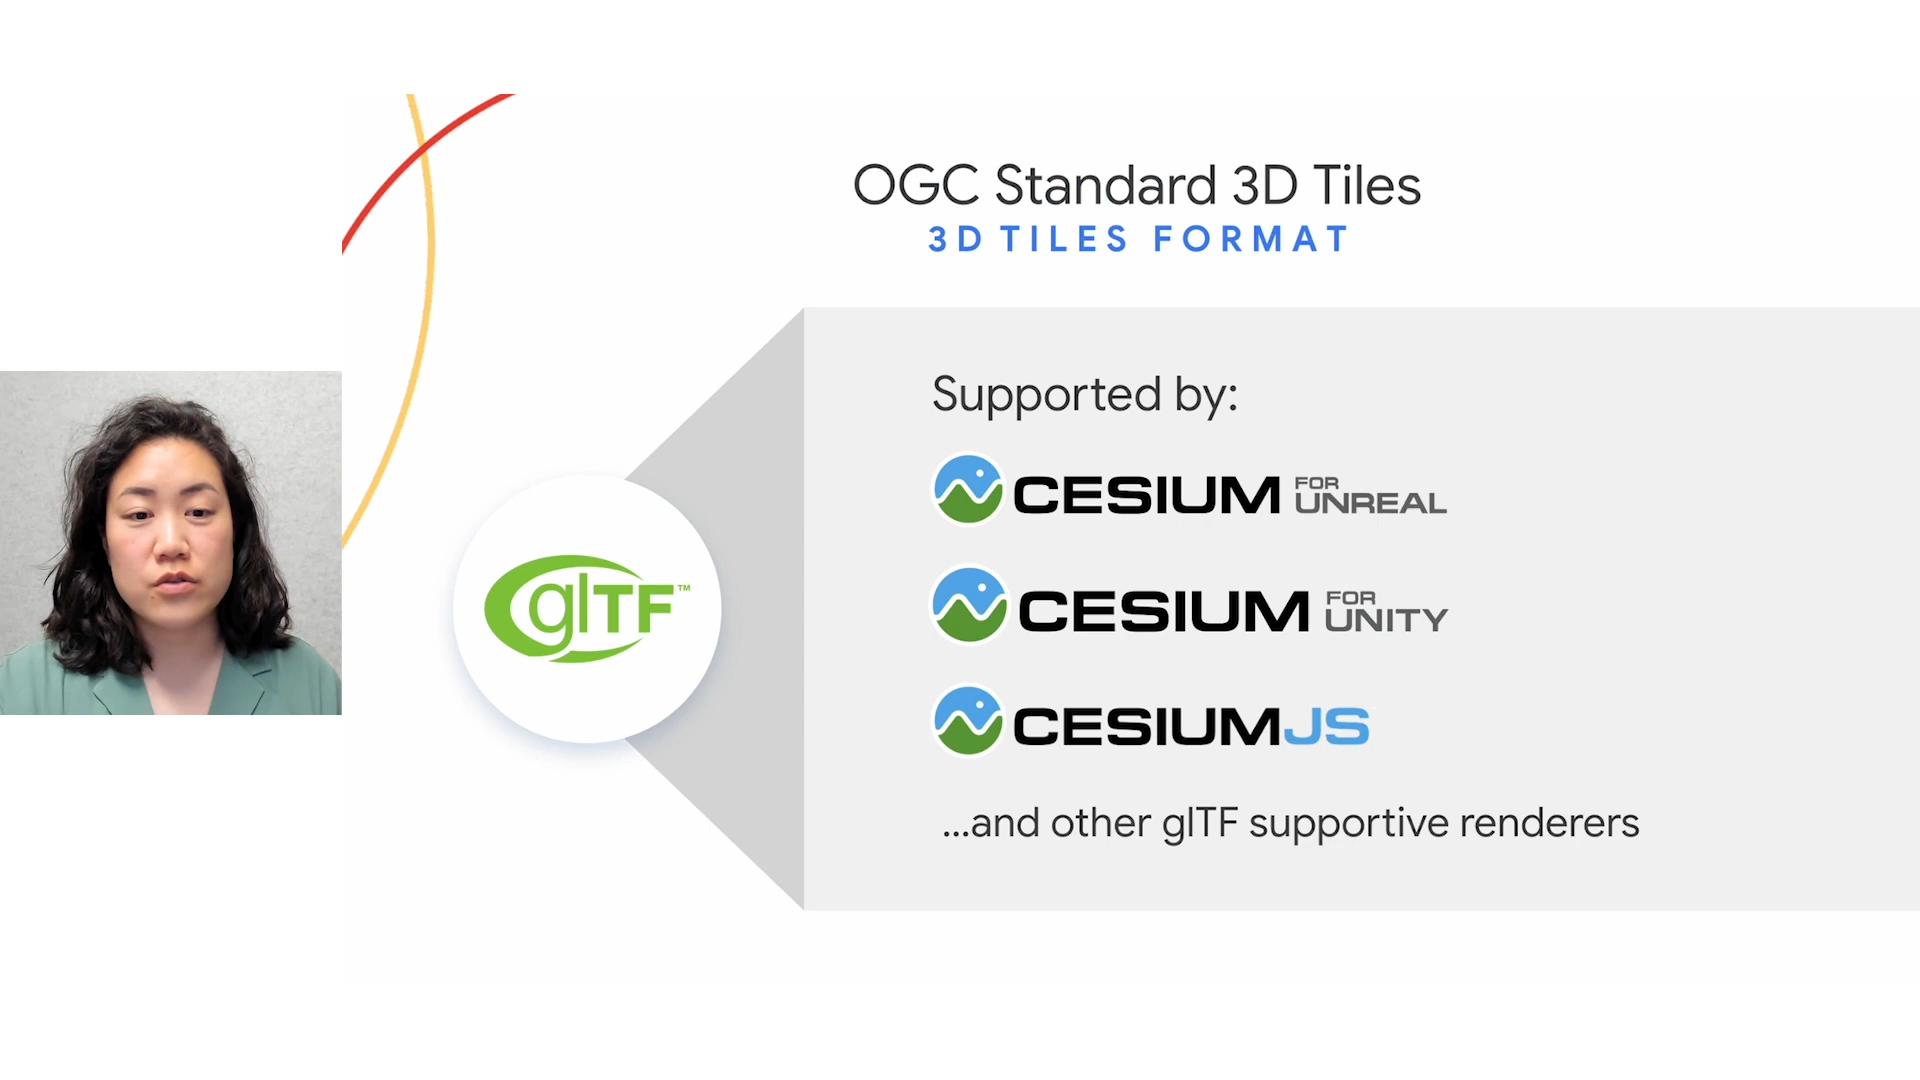 OGC Standard 3D Tiles
3D TILES FORMAT
Supported by:
CESIUM FOR UNREAL
glTF™
CESIUM FOR UNITY
CESIUMJS
...and other glTF supportive renderers